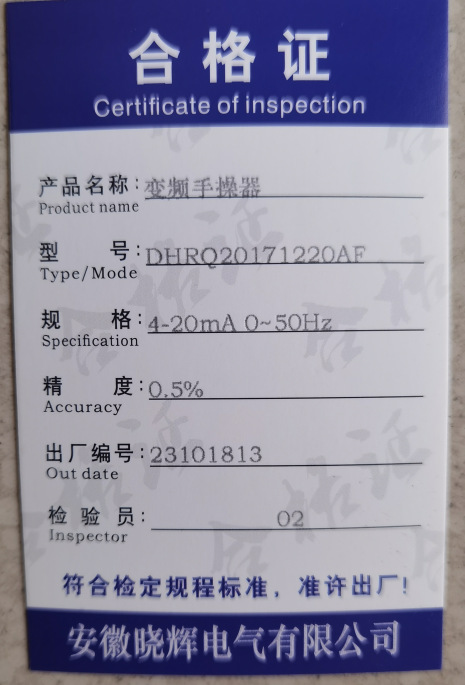 合格证
Certificate of inspection
产品名称:变频手操器
Product name
型 号:DHRQ20171220AF
Type/Mode
规 格:4-20mA 0~50Hz
Specification
精 度:0.5%
Accuracy
出厂编号:23101813
Out date
检 验 员: 02
Inspector
符合检定规程标准，准许出厂!
安徽晓辉电气有限公司